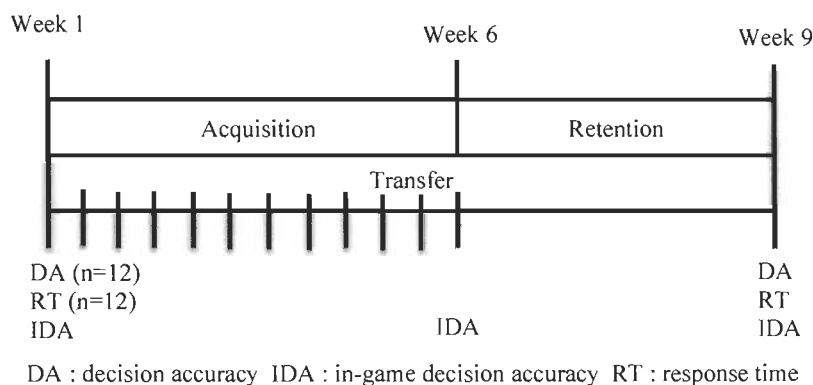 Week 1
Week 6
Week 9
Acquisition
Retention
Transfer
DA (n=12)
RT (n=12)
IDA
IDA
DA
RT
IDA
DA : decision accuracy IDA : in-game decision accuracy RT : response time